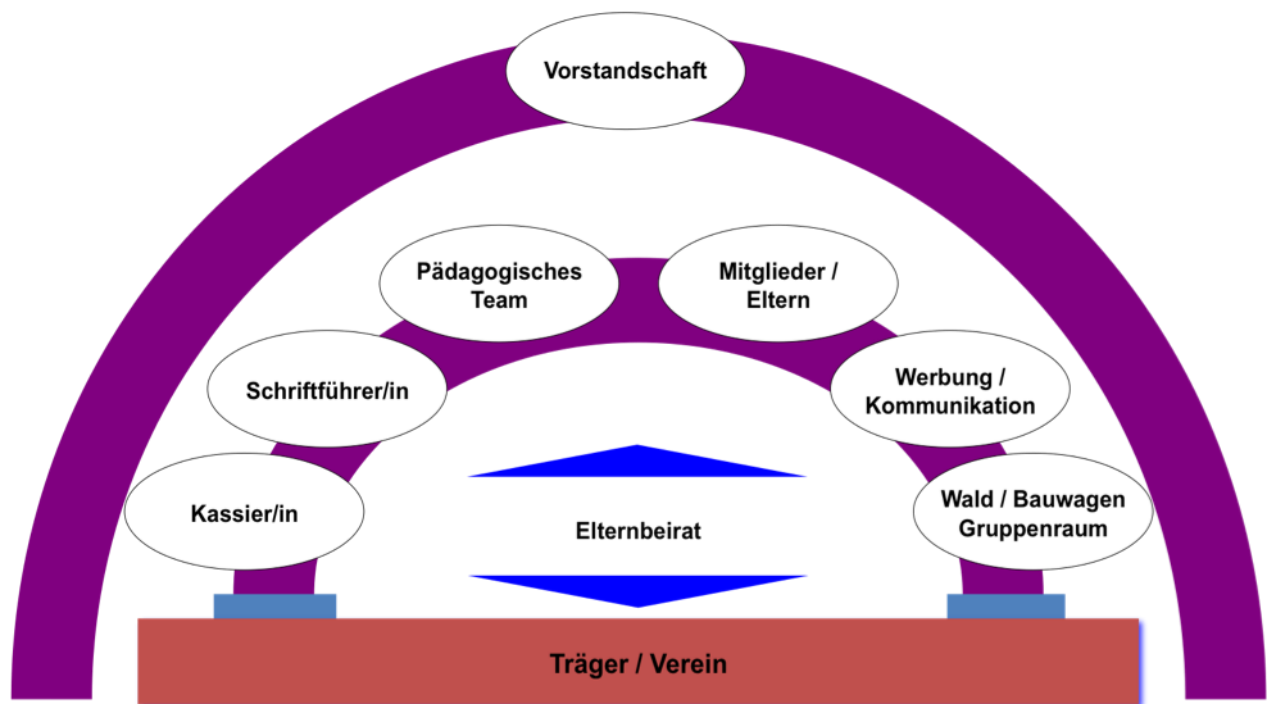 Vorstandschaft
Pädagogisches
Team
Mitglieder /
Eltern
Schriftführer/in
Werbung /
Kommunikation
Kassier/in
Wald / Bauwagen
Gruppenraum
Elternbeirat
Träger / Verein